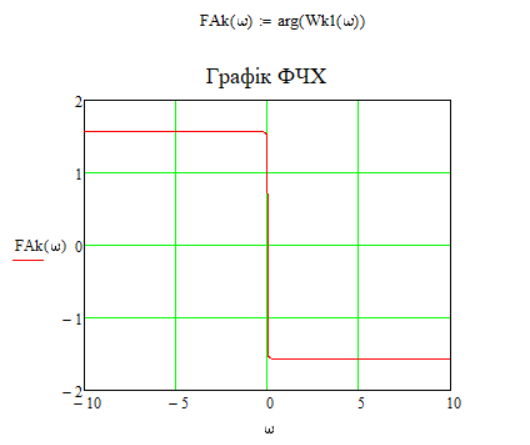 FAk(ω) := arg(Wk1(ω))
Графік ФЧХ
2
1
FAk(ω) 0
− 1
− 2
− 10 − 5 0 5 10
ω